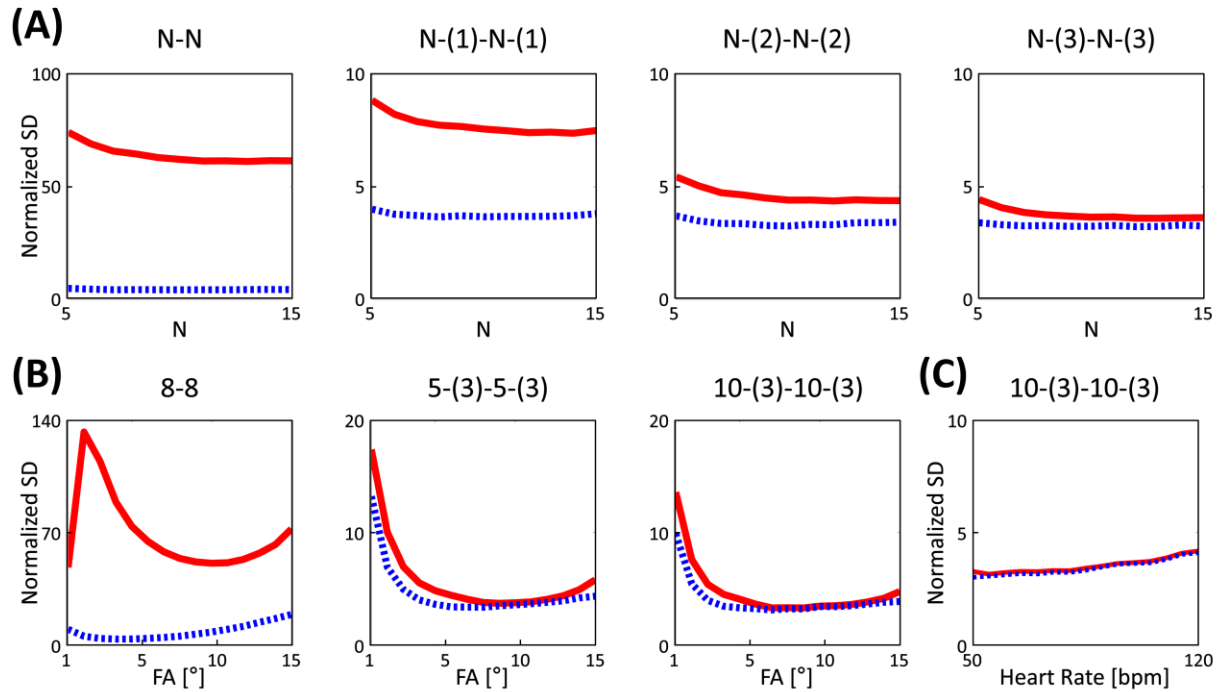 (A)
N-N
N-(1)-N-(1)
N-(2)-N-(2)
N-(3)-N-(3)
Normalized SD
100
50
0
5
15
N
10
5
0
5
15
N
10
5
0
5
15
N
10
5
0
5
15
N
(B)
8-8
5-(3)-5-(3)
10-(3)-10-(3)
(C)
10-(3)-10-(3)
Normalized SD
140
70
0
1
5
10
15
FA [°]
20
10
0
1
5
10
15
FA [°]
20
10
0
1
5
10
15
FA [°]
Normalized SD
10
5
0
50
120
Heart Rate [bpm]